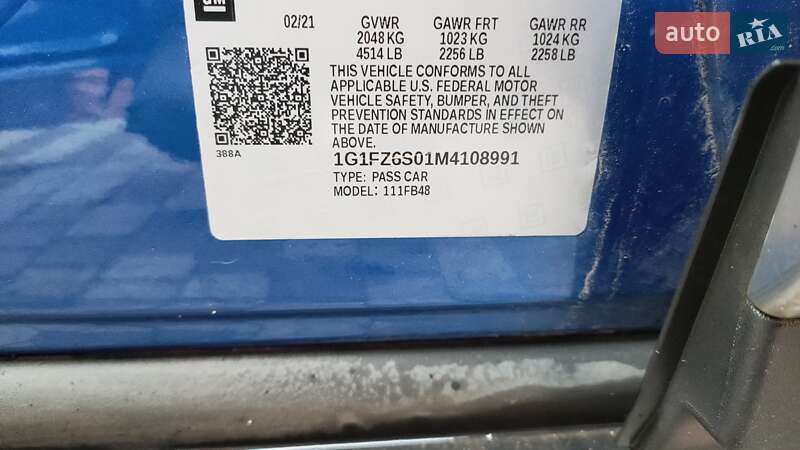 GM
auto RIA
.com
02/21 GVWR GAWR FRT GAWR RR
2048 KG 1023 KG 1024 KG
4514 LB 2256 LB 2258 LB
THIS VEHICLE CONFORMS TO ALL
APPLICABLE U.S. FEDERAL MOTOR
VEHICLE SAFETY, BUMPER, AND THEFT
PREVENTION STANDARDS IN EFFECT ON
THE DATE OF MANUFACTURE SHOWN
ABOVE.
388A
1G1FZ6S01M4108991
TYPE: PASS CAR
MODEL: 111FB48